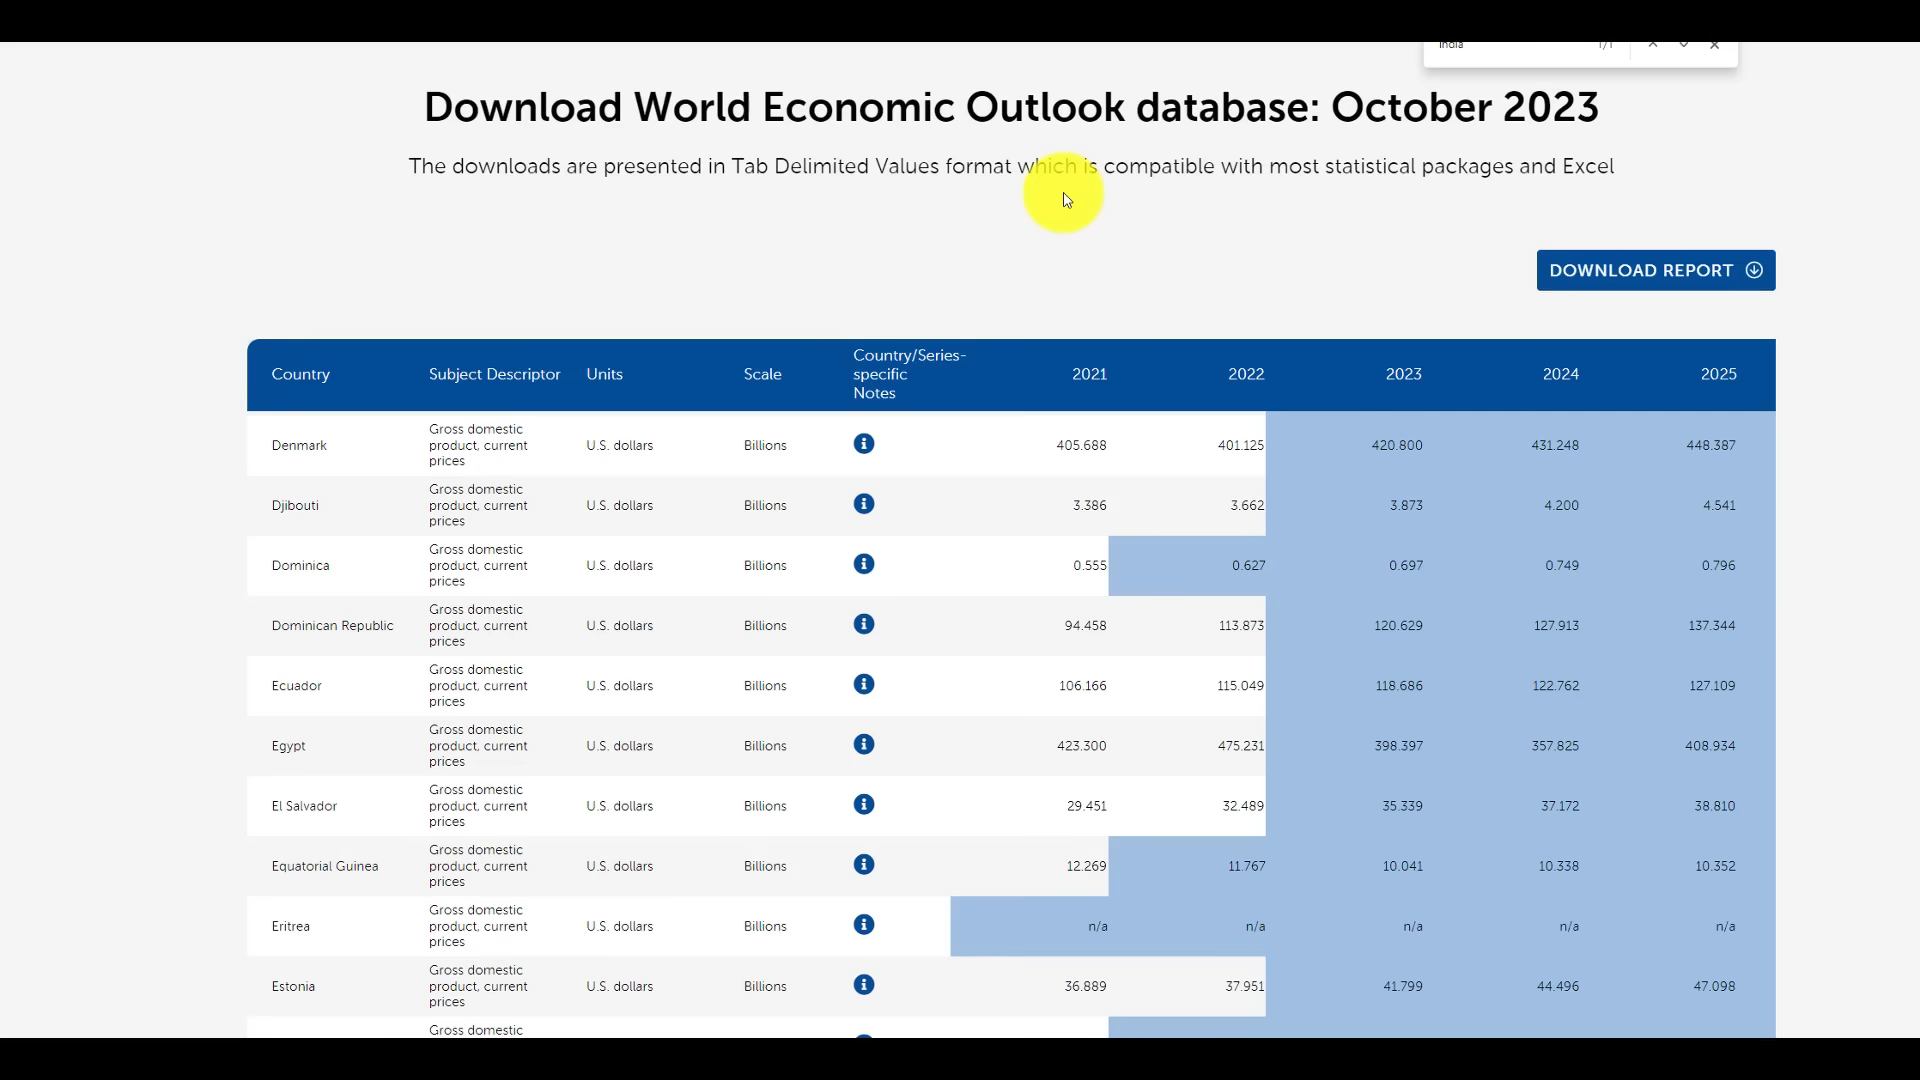 India 1/1
Download World Economic Outlook database: October 2023
The downloads are presented in Tab Delimited Values format which is compatible with most statistical packages and Excel
DOWNLOAD REPORT
Country Subject Descriptor Units Scale Country/Series-specific Notes 2021 2022 2023 2024 2025
Denmark Gross domestic product, current prices U.S. dollars Billions 405.688 401.125 420.800 431.248 448.387
Djibouti Gross domestic product, current prices U.S. dollars Billions 3.386 3.662 3.873 4.200 4.541
Dominica Gross domestic product, current prices U.S. dollars Billions 0.555 0.627 0.697 0.749 0.796
Dominican Republic Gross domestic product, current prices U.S. dollars Billions 94.458 113.873 120.629 127.913 137.344
Ecuador Gross domestic product, current prices U.S. dollars Billions 106.166 115.049 118.686 122.762 127.109
Egypt Gross domestic product, current prices U.S. dollars Billions 423.300 475.231 398.397 357.825 408.934
El Salvador Gross domestic product, current prices U.S. dollars Billions 29.451 32.489 35.339 37.172 38.810
Equatorial Guinea Gross domestic product, current prices U.S. dollars Billions 12.269 11.767 10.041 10.338 10.352
Eritrea Gross domestic product, current prices U.S. dollars Billions n/a n/a n/a n/a n/a
Estonia Gross domestic product, current prices U.S. dollars Billions 36.889 37.951 41.799 44.496 47.098
Gross domestic